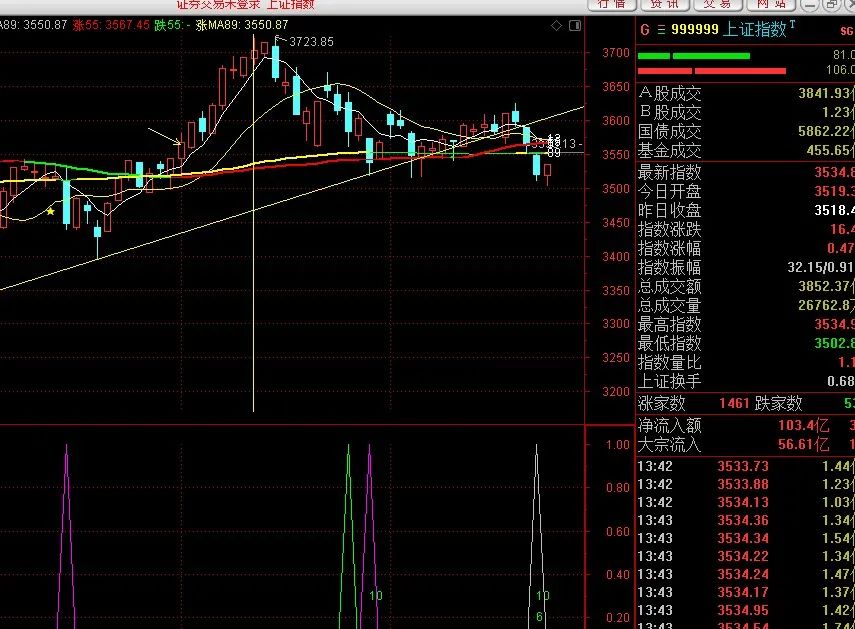 证券交易未登录 上证指数
行 情 资 讯 交 易 网 站
A89: 3550.87 涨55: 3567.45 跌55: - 涨MA89: 3550.87
G 三 999999 上证指数 T
3723.85
81.0
106.0
3700
3650
3600
3550
3500
3450
3400
3350
3300
3250
3200
A股成交 3841.93亿
B股成交 1.23亿
国债成交 5862.22亿
基金成交 455.65亿
最新指数 3534.8
今日开盘 3519.3
昨日收盘 3518.4
指数涨跌 16.4
指数涨幅 0.47
指数振幅 32.15/0.91
总成交额 3852.37亿
总成交量 26762.8万
最高指数 3534.9
最低指数 3502.8
指数量比 1.1
上证换手 0.68
涨家数 1461 跌家数 53
净流入额 103.4亿
大宗流入 56.61亿
1.00
0.80
0.60
0.40
0.20
10
10
6
13:42 3533.73 1.44亿
13:42 3533.88 1.23亿
13:42 3534.13 1.03亿
13:43 3534.36 1.34亿
13:43 3534.34 1.54亿
13:43 3534.22 1.34亿
13:43 3534.24 1.47亿
13:43 3534.17 1.37亿
13:43 3534.95 1.42亿
13:43 3534.54 1.74亿